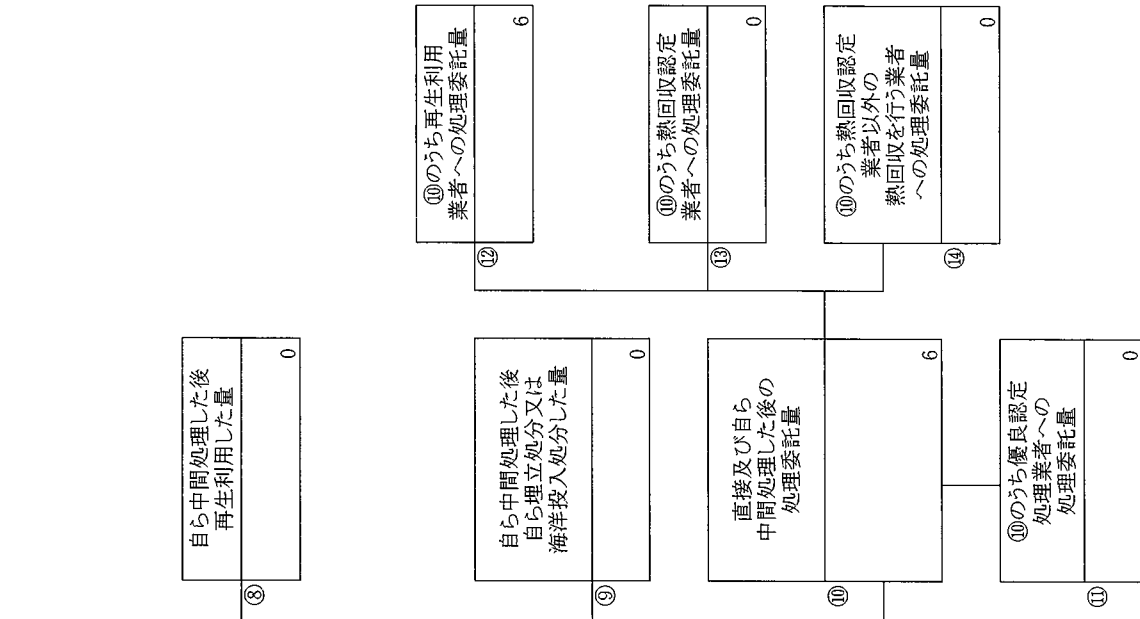 ⑧
自ら中間処理した後
再生利用した量
0
⑨
自ら中間処理した後
自ら埋立処分又は
海洋投入処分した量
0
⑩
直接及び自ら
中間処理した後の
処理委託量
6
⑪
⑩のうち優良認定
処理業者への
処理委託量
0
⑫
⑩のうち再生利用
業者への処理委託量
6
⑬
⑩のうち熱回収認定
業者への処理委託量
0
⑭
⑩のうち熱回収認定
業者以外の
熱回収を行う業者
への処理委託量
0